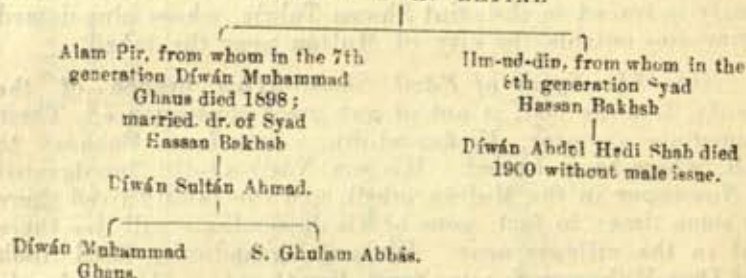 Alam Pir, from whom in the 7th
generation Díwán Muhammad
Ghaus died 1898;
married. dr. of Syad
Hassan Bakhsh
Díwán Sultán Ahmad.
Díwán Muhammad
Ghaus.
S. Ghulam Abbás.
Ilm-ud-din, from whom in the
6th generation Syad
Hassan Bakhsh
Díwán Abdul Hadi Shah died
1900 without male issue.